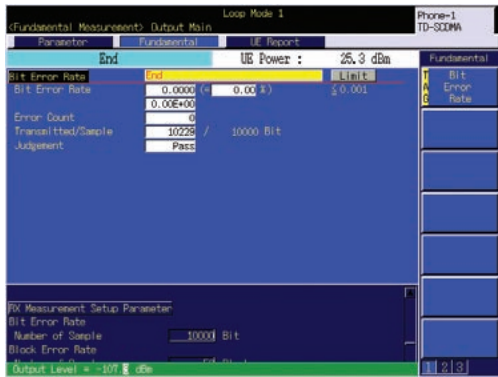 Loop Mode 1
Phone-1
<Fundamental Measurement> Output Main
TD-SCDMA
Parameter Fundamental UE Report
End UE Power : 25.3 dBm
Fundamental
Bit Error Rate End Limit
TAG Bit Error Rate
Bit Error Rate 0.0000 (= 0.00 %) ≦0.001
0.00E+00
Error Count 0
Transmitted/Sample 10229 / 10000 Bit
Judgement Pass
RX Measurement Setup Parameter
Bit Error Rate
Number of Sample 10000 Bit
Block Error Rate
Output Level = -107. dBm
1 2 3